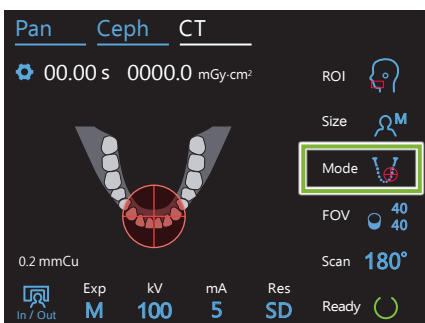 Pan Ceph CT
00.00 s 0000.0 mGy·cm²
ROI
Size M
Mode
FOV 40
40
0.2 mmCu
Scan 180°
Exp kV mA Res
In / Out M 100 5 SD
Ready